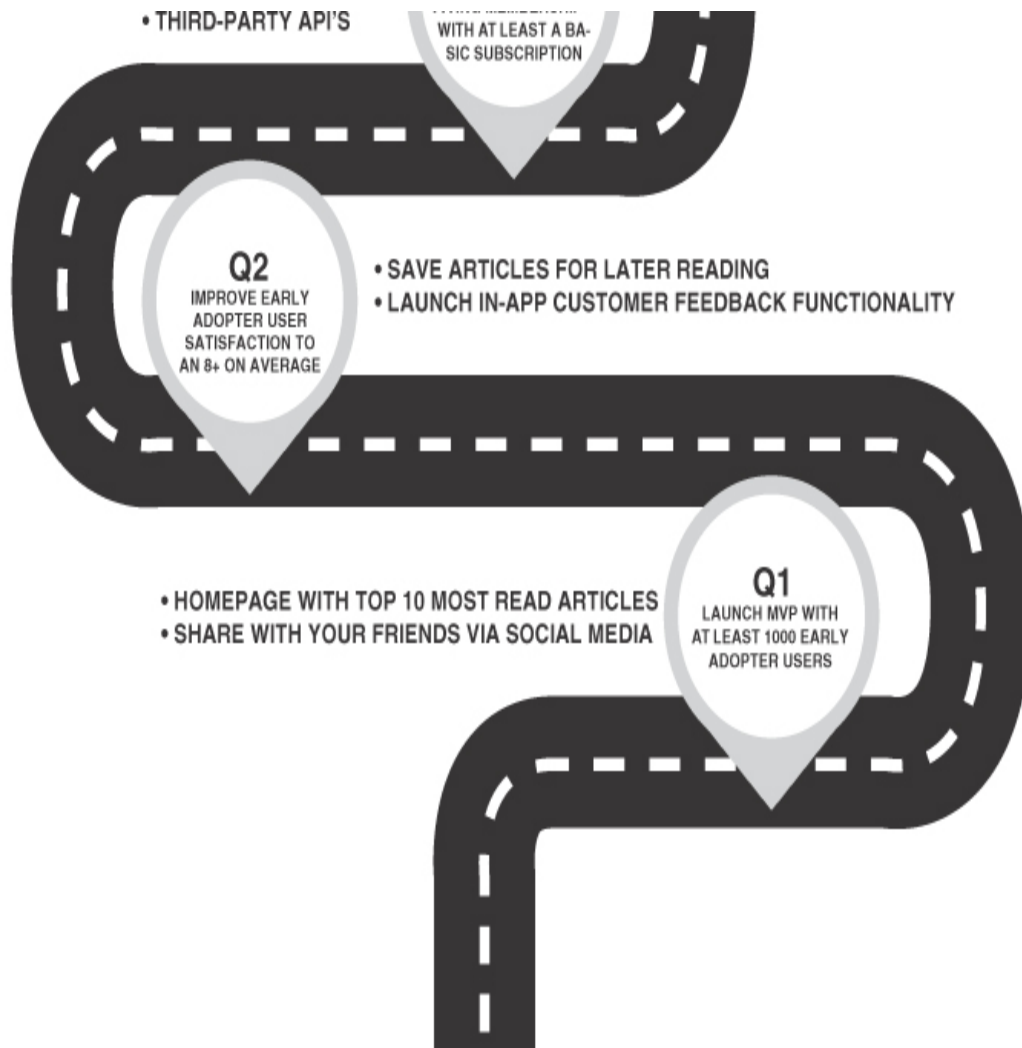 • THIRD-PARTY API'S
WITH AT LEAST A BA-
SIC SUBSCRIPTION
Q2
IMPROVE EARLY
ADOPTER USER
SATISFACTION TO
AN 8+ ON AVERAGE
• SAVE ARTICLES FOR LATER READING
• LAUNCH IN-APP CUSTOMER FEEDBACK FUNCTIONALITY
• HOMEPAGE WITH TOP 10 MOST READ ARTICLES
• SHARE WITH YOUR FRIENDS VIA SOCIAL MEDIA
Q1
LAUNCH MVP WITH
AT LEAST 1000 EARLY
ADOPTER USERS